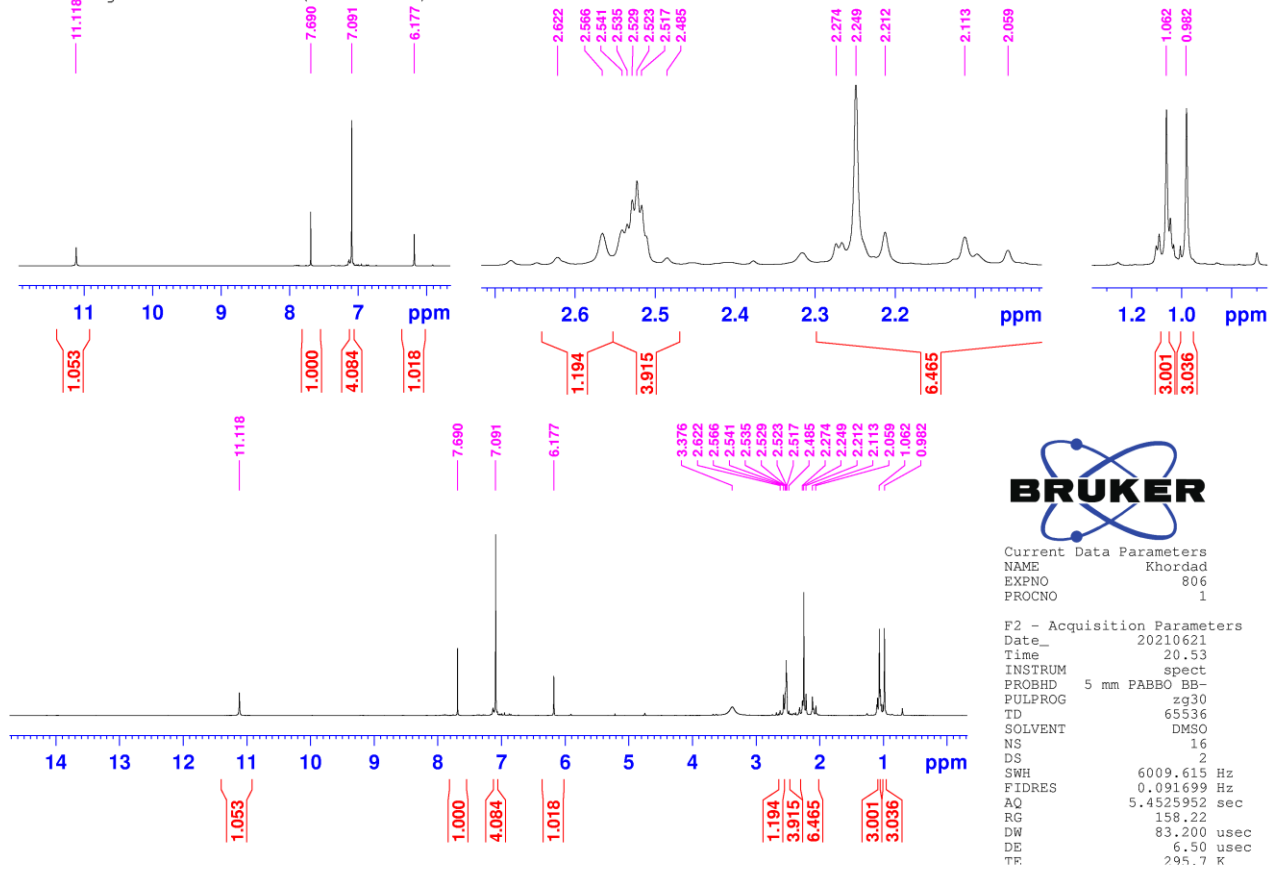 11.118
7.690
7.091
6.177
2.622
2.566
2.541
2.535
2.529
2.523
2.517
2.485
2.274
2.249
2.212
2.113
2.059
1.062
0.982
11 10 9 8 7 ppm
2.6 2.5 2.4 2.3 2.2 ppm
1.2 1.0 ppm
1.053
1.000
4.084
1.018
1.194
3.915
6.465
3.001
3.036
11.118
7.690
7.091
6.177
3.376
2.622
2.566
2.541
2.535
2.529
2.523
2.517
2.485
2.274
2.249
2.212
2.113
2.059
1.062
0.982
14 13 12 11 10 9 8 7 6 5 4 3 2 1 ppm
1.053
1.000
4.084
1.018
1.194
3.915
6.465
3.001
3.036
BRUKER
Current Data Parameters
NAME Khordad
EXPNO 806
PROCNO 1
F2 - Acquisition Parameters
Date_ 20210621
Time 20.53
INSTRUM spect
PROBHD 5 mm PABBO BB-
PULPROG zg30
TD 65536
SOLVENT DMSO
NS 16
DS 2
SWH 6009.615 Hz
FIDRES 0.091699 Hz
AQ 5.4525952 sec
RG 158.22
DW 83.200 usec
DE 6.50 usec
TE 295.7 K